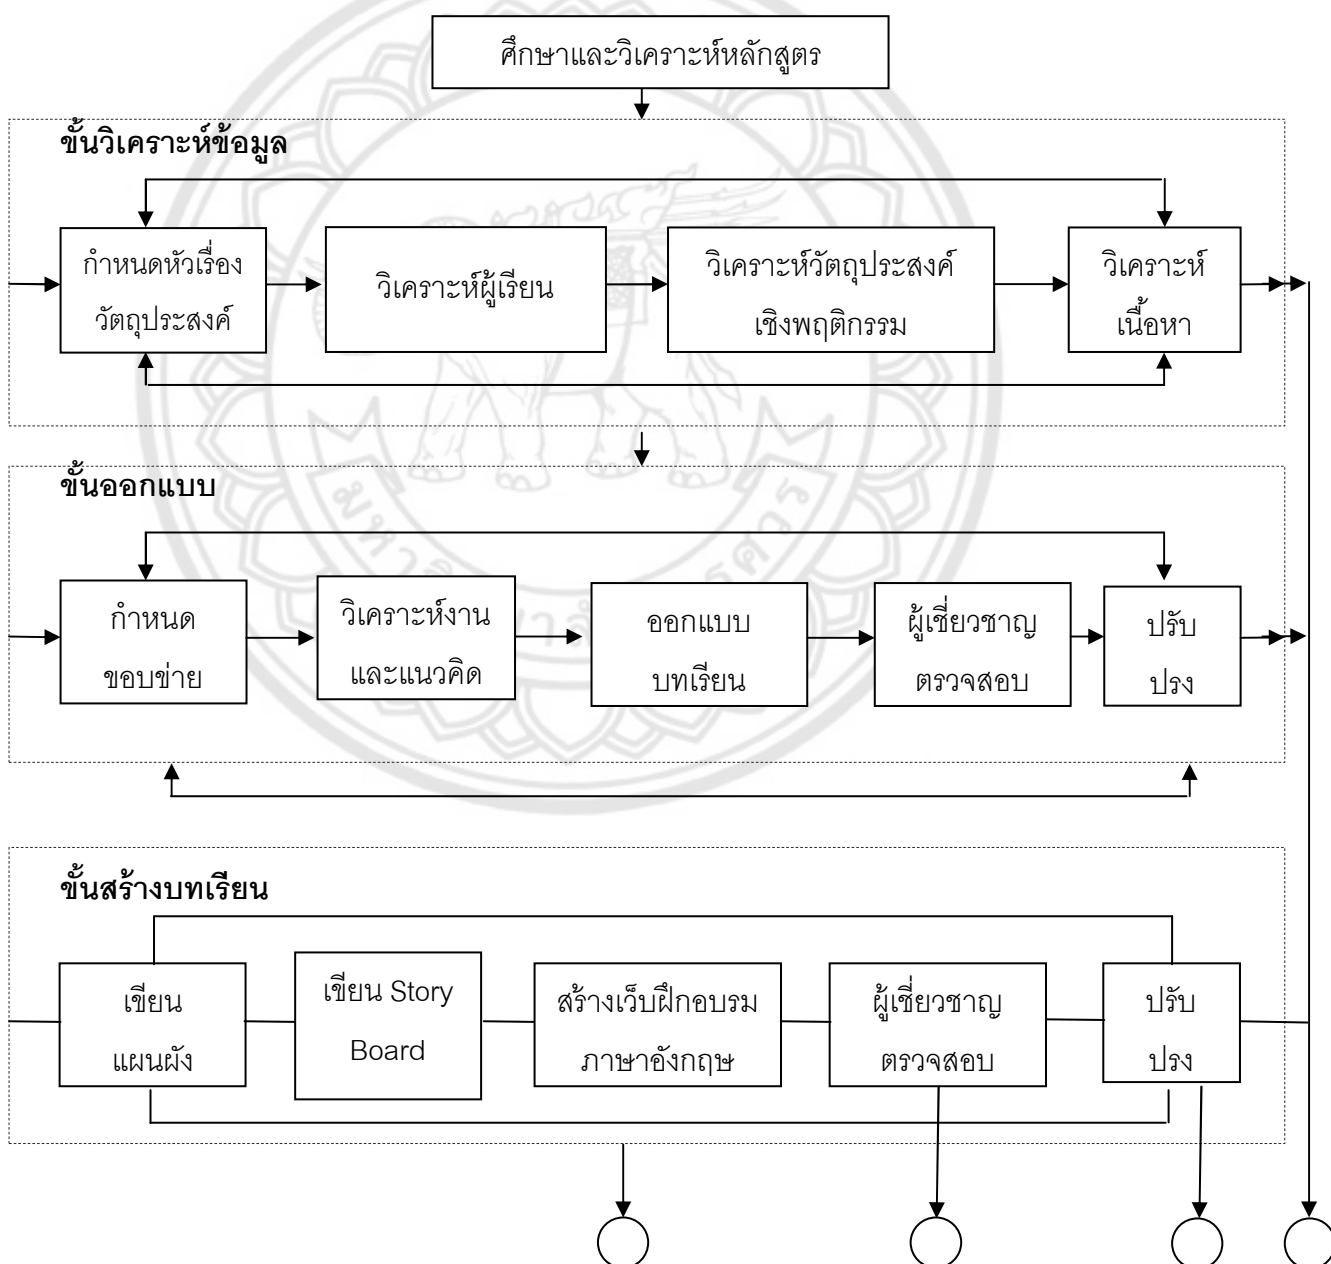 ศึกษาและวิเคราะห์หลักสูตร
ขั้นวิเคราะห์ข้อมูล
กำหนดหัวเรื่อง
วัตถุประสงค์
วิเคราะห์ผู้เรียน
วิเคราะห์วัตถุประสงค์
เชิงพฤติกรรม
วิเคราะห์
เนื้อหา
ขั้นออกแบบ
กำหนด
ขอบข่าย
วิเคราะห์งาน
และแนวคิด
ออกแบบ
บทเรียน
ผู้เชี่ยวชาญ
ตรวจสอบ
ปรับ
ปรง
ขั้นสร้างบทเรียน
เขียน
แผนผัง
เขียน Story
Board
สร้างเว็บฝึกอบรม
ภาษาอังกฤษ
ผู้เชี่ยวชาญ
ตรวจสอบ
ปรับ
ปรง